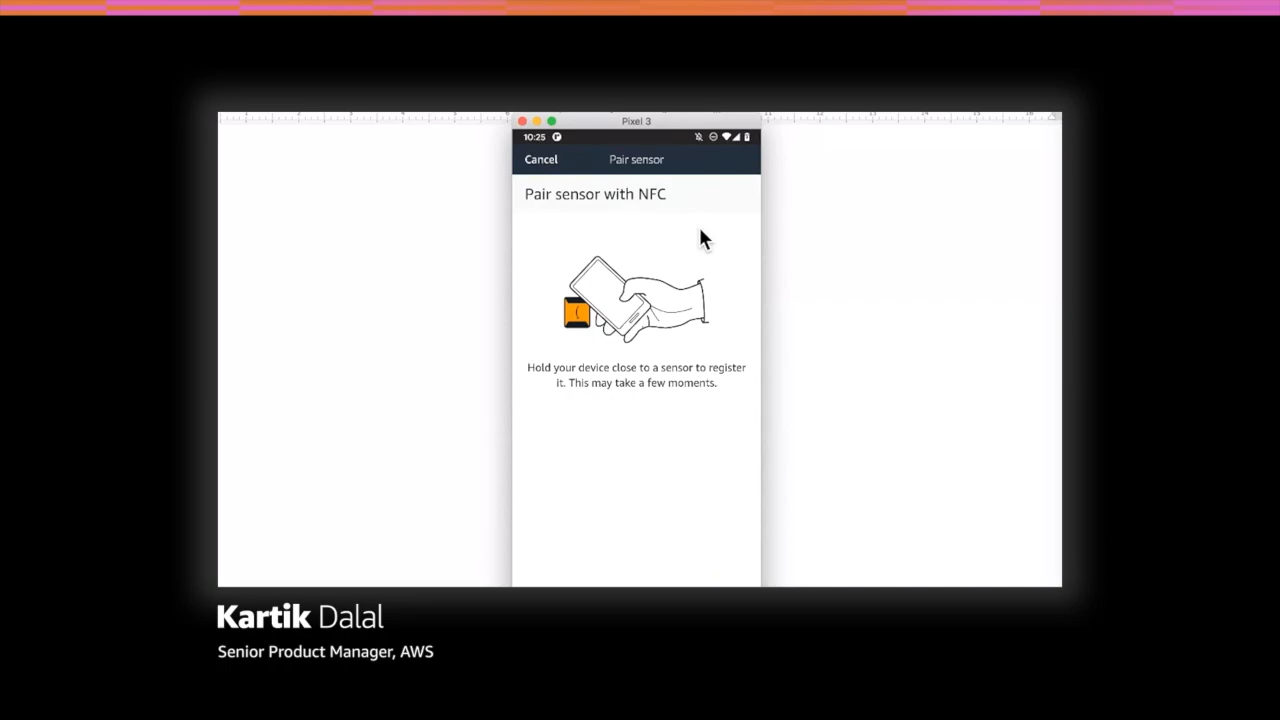 Pixel 3
10:25
Cancel
Pair sensor
Pair sensor with NFC
Hold your device close to a sensor to register
it. This may take a few moments.
Kartik Dalal
Senior Product Manager, AWS